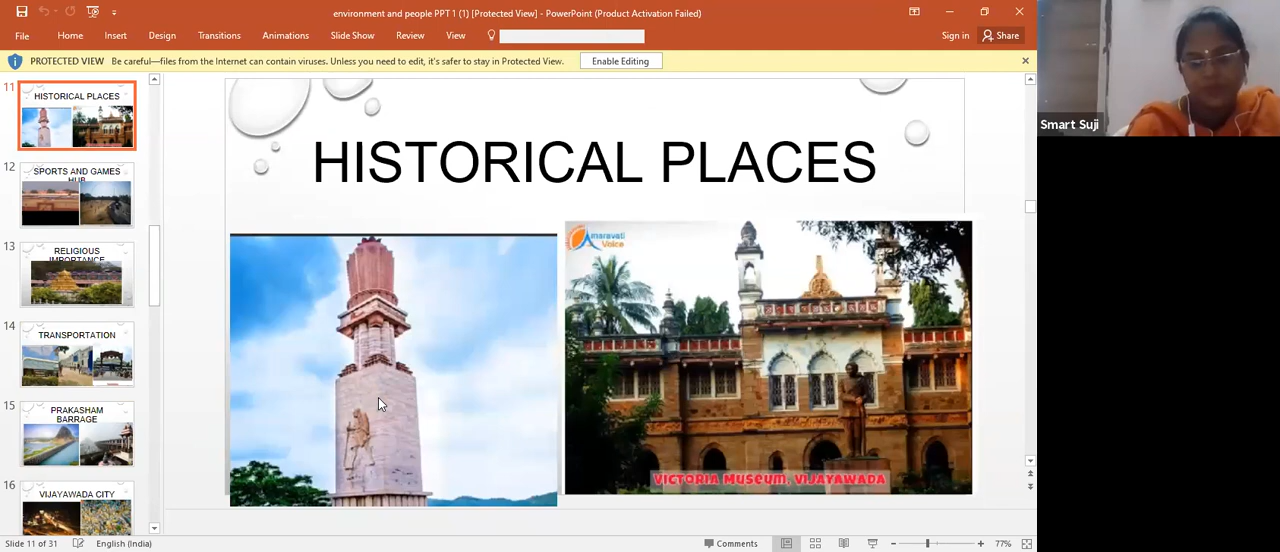 environment and people PPT 1 (1) [Protected View] - PowerPoint (Product Activation Failed)
File Home Insert Design Transitions Animations Slide Show Review View Sign in Share
PROTECTED VIEW Be careful—files from the Internet can contain viruses. Unless you need to edit, it's safer to stay in Protected View. Enable Editing
Smart Suji
11
HISTORICAL PLACES
12
SPORTS AND GAMES
HUB
13
RELIGIOUS
IMPORTANCE
14
TRANSPORTATION
15
PRAKASHAM
BARRAGE
16
VIJAYAWADA CITY
HISTORICAL PLACES
Amaravati
Voice
VICTORIA MUSEUM, VIJAYAWADA
Slide 11 of 31 English (India) Comments 77%